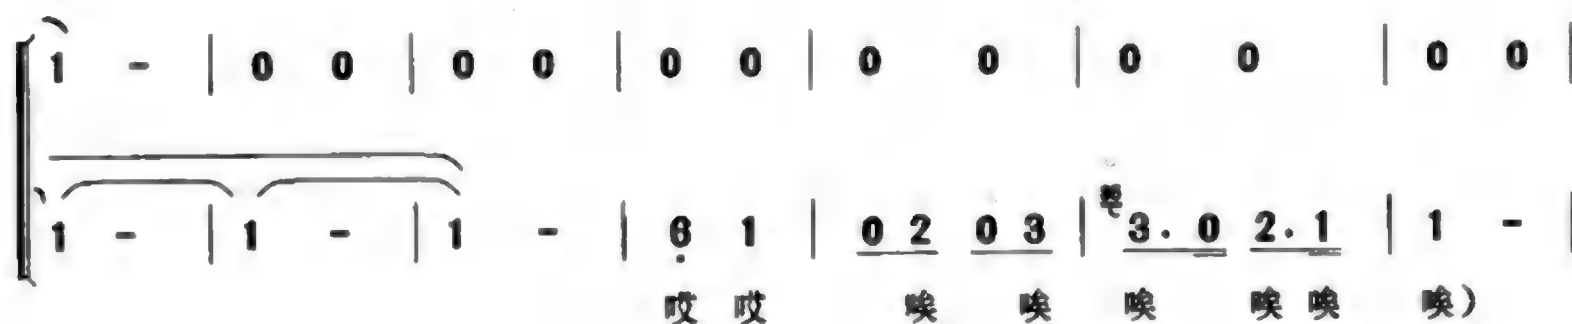 1 - | 0 0 | 0 0 | 0 0 | 0 0 | 0 0 | 0 0 |
1 - | 1 - | 1 - | 6̣ 1 | 0 2 0 3 | 3. 0 2. 1 | 1 - |
哎 哎 唉 唉 唉 唉 唉 唉）